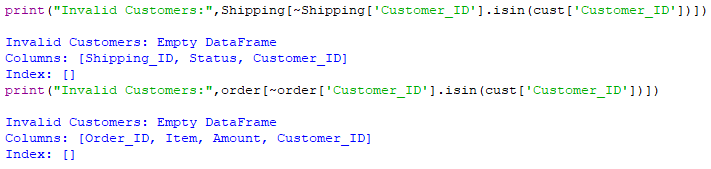 print("Invalid Customers:",Shipping[~Shipping['Customer_ID'].isin(cust['Customer_ID'])])
Invalid Customers: Empty DataFrame
Columns: [Shipping_ID, Status, Customer_ID]
Index: []
print("Invalid Customers:",order[~order['Customer_ID'].isin(cust['Customer_ID'])])
Invalid Customers: Empty DataFrame
Columns: [Order_ID, Item, Amount, Customer_ID]
Index: []